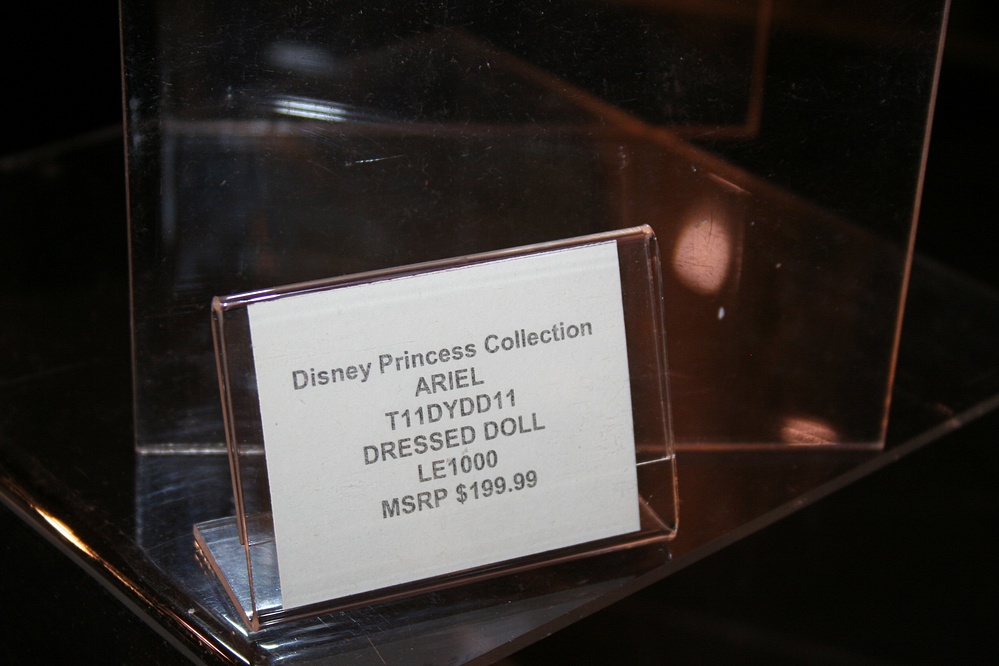 Disney Princess Collection
ARIEL
T11DYDD11
DRESSED DOLL
LE1000
MSRP $199.99